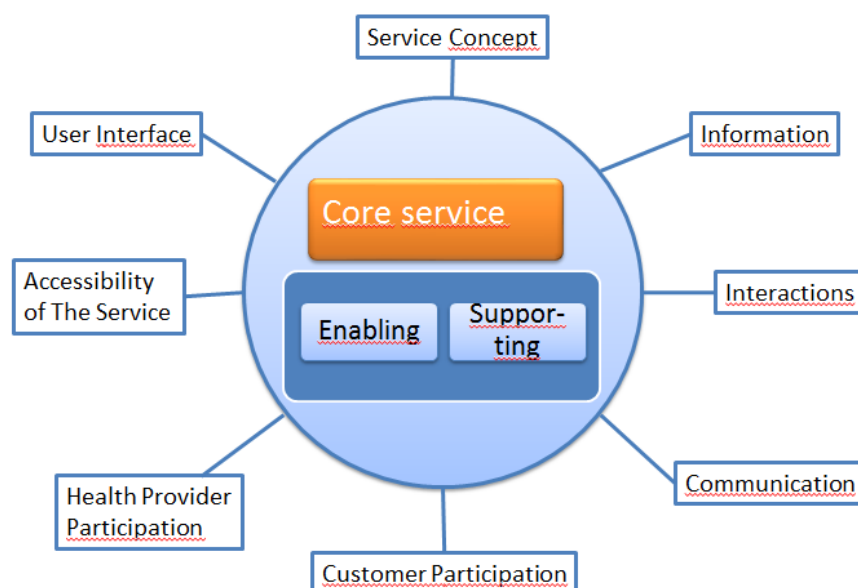 Service Concept
User Interface
Information
Core service
Accessibility
of The Service
Interactions
Enabling
Suppor-
ting
Health Provider
Participation
Communication
Customer Participation